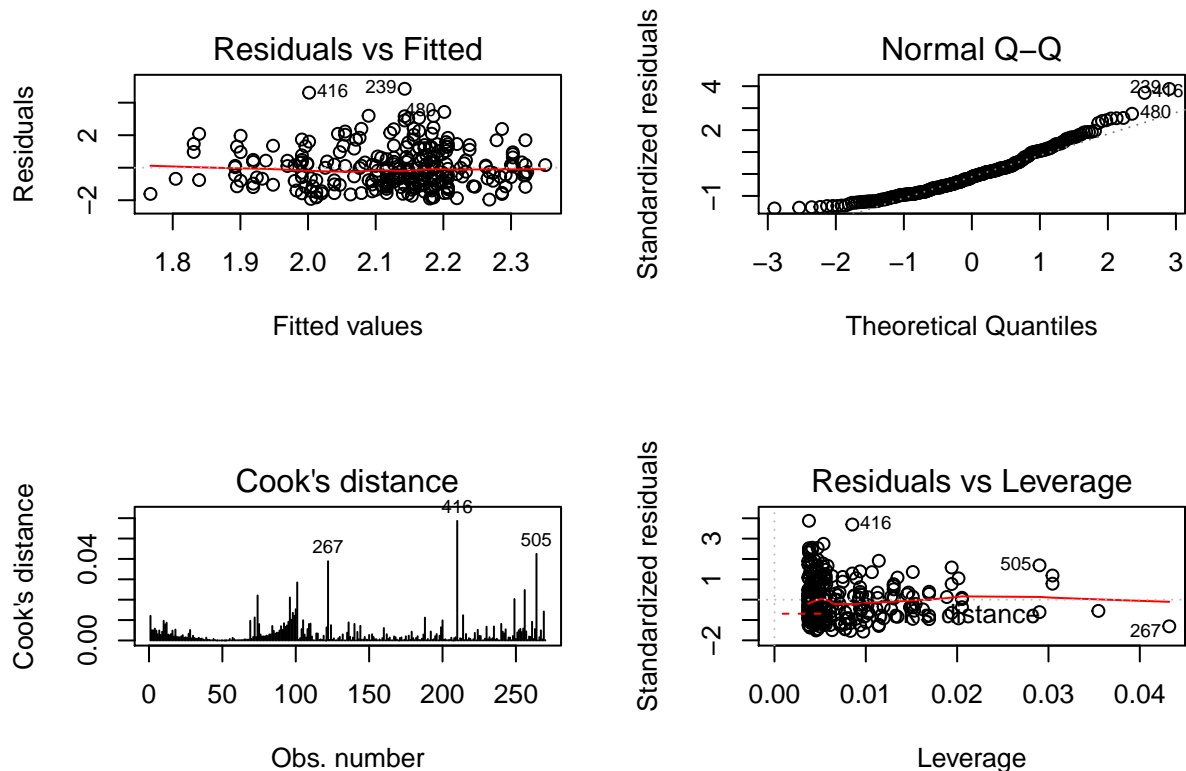 Residuals vs Fitted
Residuals
−2
2
416
239
480
1.8 1.9 2.0 2.1 2.2 2.3
Fitted values
Normal Q−Q
Standardized residuals
−1
2
4
239
416
480
−3 −2 −1 0 1 2 3
Theoretical Quantiles
Cook's distance
Cook's distance
0.00
0.04
267
416
505
0 50 100 150 200 250
Obs. number
Residuals vs Leverage
Standardized residuals
−2
1
3
416
505
distance
267
0.00 0.01 0.02 0.03 0.04
Leverage